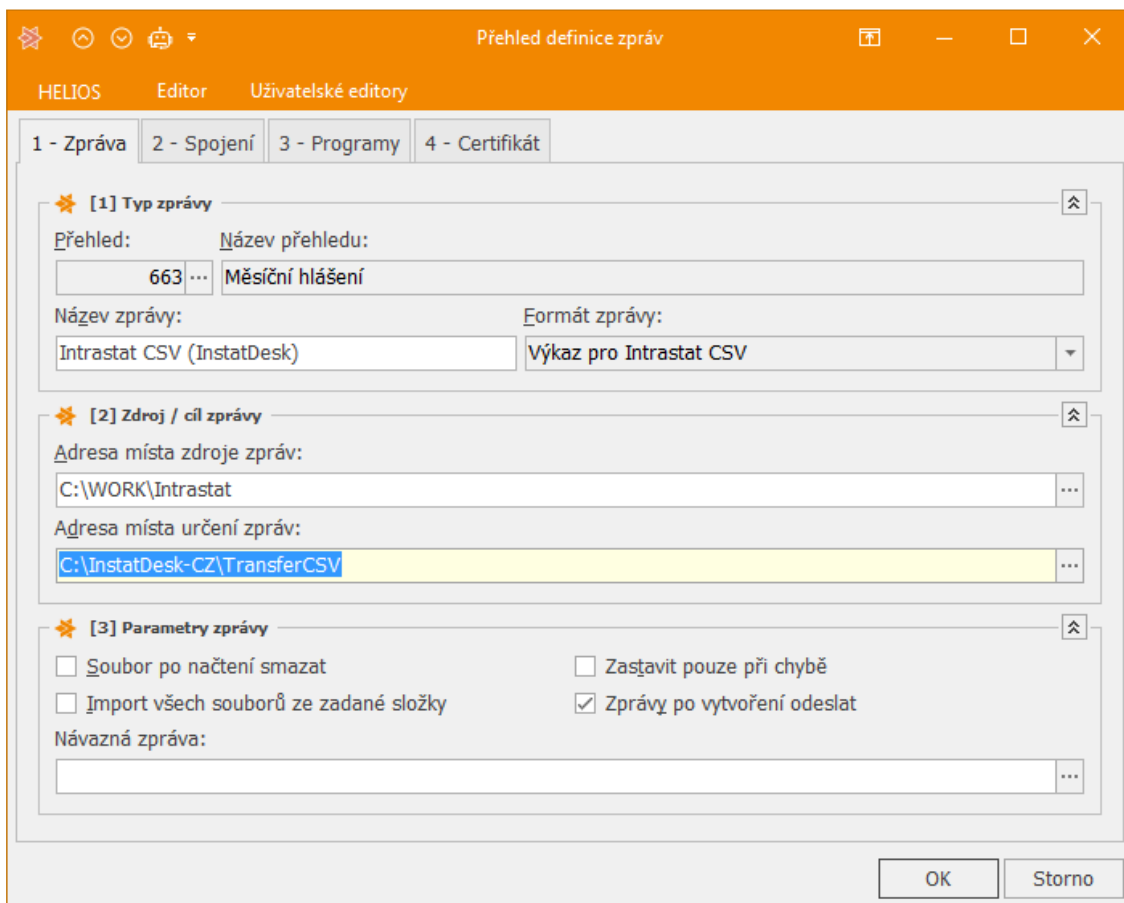 Přehled definice zpráv
HELIOS Editor Uživatelské editory
1 - Zpráva 2 - Spojení 3 - Programy 4 - Certifikát
[1] Typ zprávy
Přehled: Název přehledu:
663 ... Měsíční hlášení
Název zprávy: Formát zprávy:
Intrastat CSV (InstatDesk) Výkaz pro Intrastat CSV
[2] Zdroj / cíl zprávy
Adresa místa zdroje zpráv:
C:\WORK\Intrastat ...
Adresa místa určení zpráv:
C:\InstatDesk-CZ\TransferCSV ...
[3] Parametry zprávy
Soubor po načtení smazat Zastavit pouze při chybě
Import všech souborů ze zadané složky Zprávy po vytvoření odeslat
Návazná zpráva:
...
OK Storno